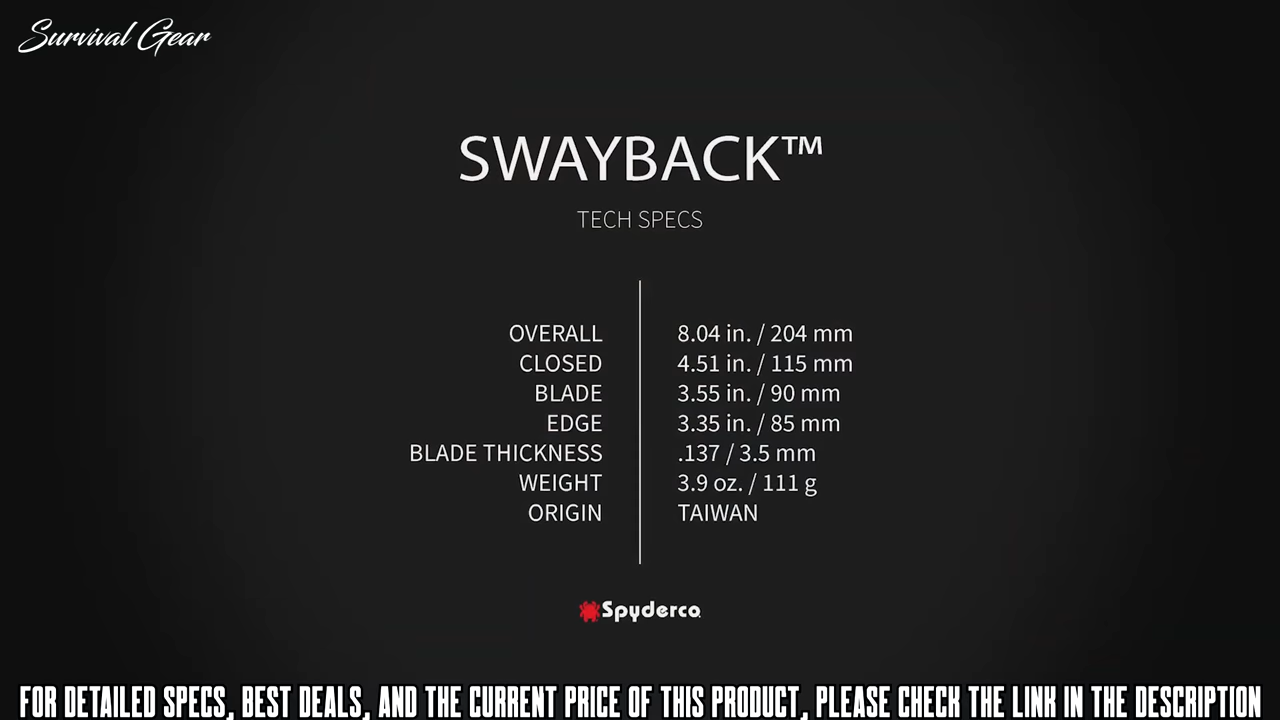 Survival Gear
SWAYBACK™
TECH SPECS
OVERALL 8.04 in. / 204 mm
CLOSED 4.51 in. / 115 mm
BLADE 3.55 in. / 90 mm
EDGE 3.35 in. / 85 mm
BLADE THICKNESS .137 / 3.5 mm
WEIGHT 3.9 oz. / 111 g
ORIGIN TAIWAN
Spyderco
FOR DETAILED SPECS, BEST DEALS, AND THE CURRENT PRICE OF THIS PRODUCT, PLEASE CHECK THE LINK IN THE DESCRIPTION